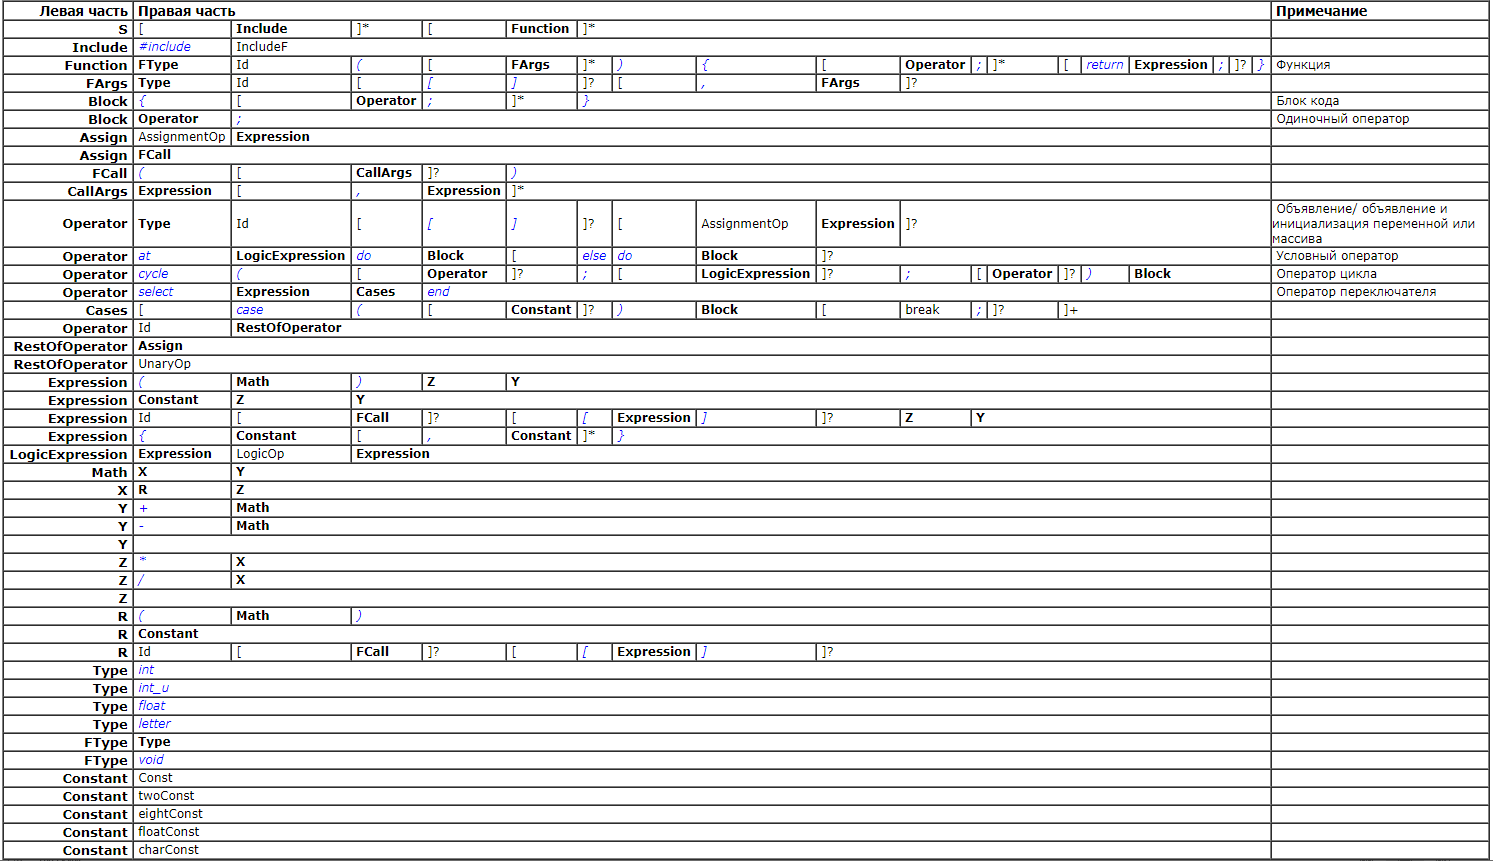 Левая часть Правая часть Примечание
S [ Include ]* [ Function ]*
Include #include IncludeF
Function FType Id ( [ FArgs ]* ) { [ Operator ; ]* [ return Expression ; ]? } Функция
FArgs Type Id [ [ ] ]? [ , FArgs ]?
Block { [ Operator ; ]* } Блок кода
Block Operator ; Одиночный оператор
Assign AssignmentOp Expression
Assign FCall
FCall ( [ CallArgs ]? )
CallArgs Expression [ , Expression ]*
Operator Type Id [ [ ] ]? [ AssignmentOp Expression ]? Объявление/ объявление и
инициализация переменной или
массива
Operator at LogicExpression do Block [ else do Block ]? Условный оператор
Operator cycle ( [ Operator ]? ; [ LogicExpression ]? ; [ Operator ]? ) Block Оператор цикла
Operator select Expression Cases end Оператор переключателя
Cases [ case ( [ Constant ]? ) Block [ break ; ]? ]+
Operator Id RestOfOperator
RestOfOperator Assign
RestOfOperator UnaryOp
Expression ( Math ) Z Y
Expression Constant Z Y
Expression Id [ FCall ]? [ [ Expression ] ]? Z Y
Expression { Constant [ , Constant ]* }
LogicExpression Expression LogicOp Expression
Math X Y
X R Z
Y + Math
Y - Math
Y
Z * X
Z / X
Z
R ( Math )
R Constant
R Id [ FCall ]? [ [ Expression ] ]?
Type int
Type int_u
Type float
Type letter
FType Type
FType void
Constant Const
Constant twoConst
Constant eightConst
Constant floatConst
Constant charConst